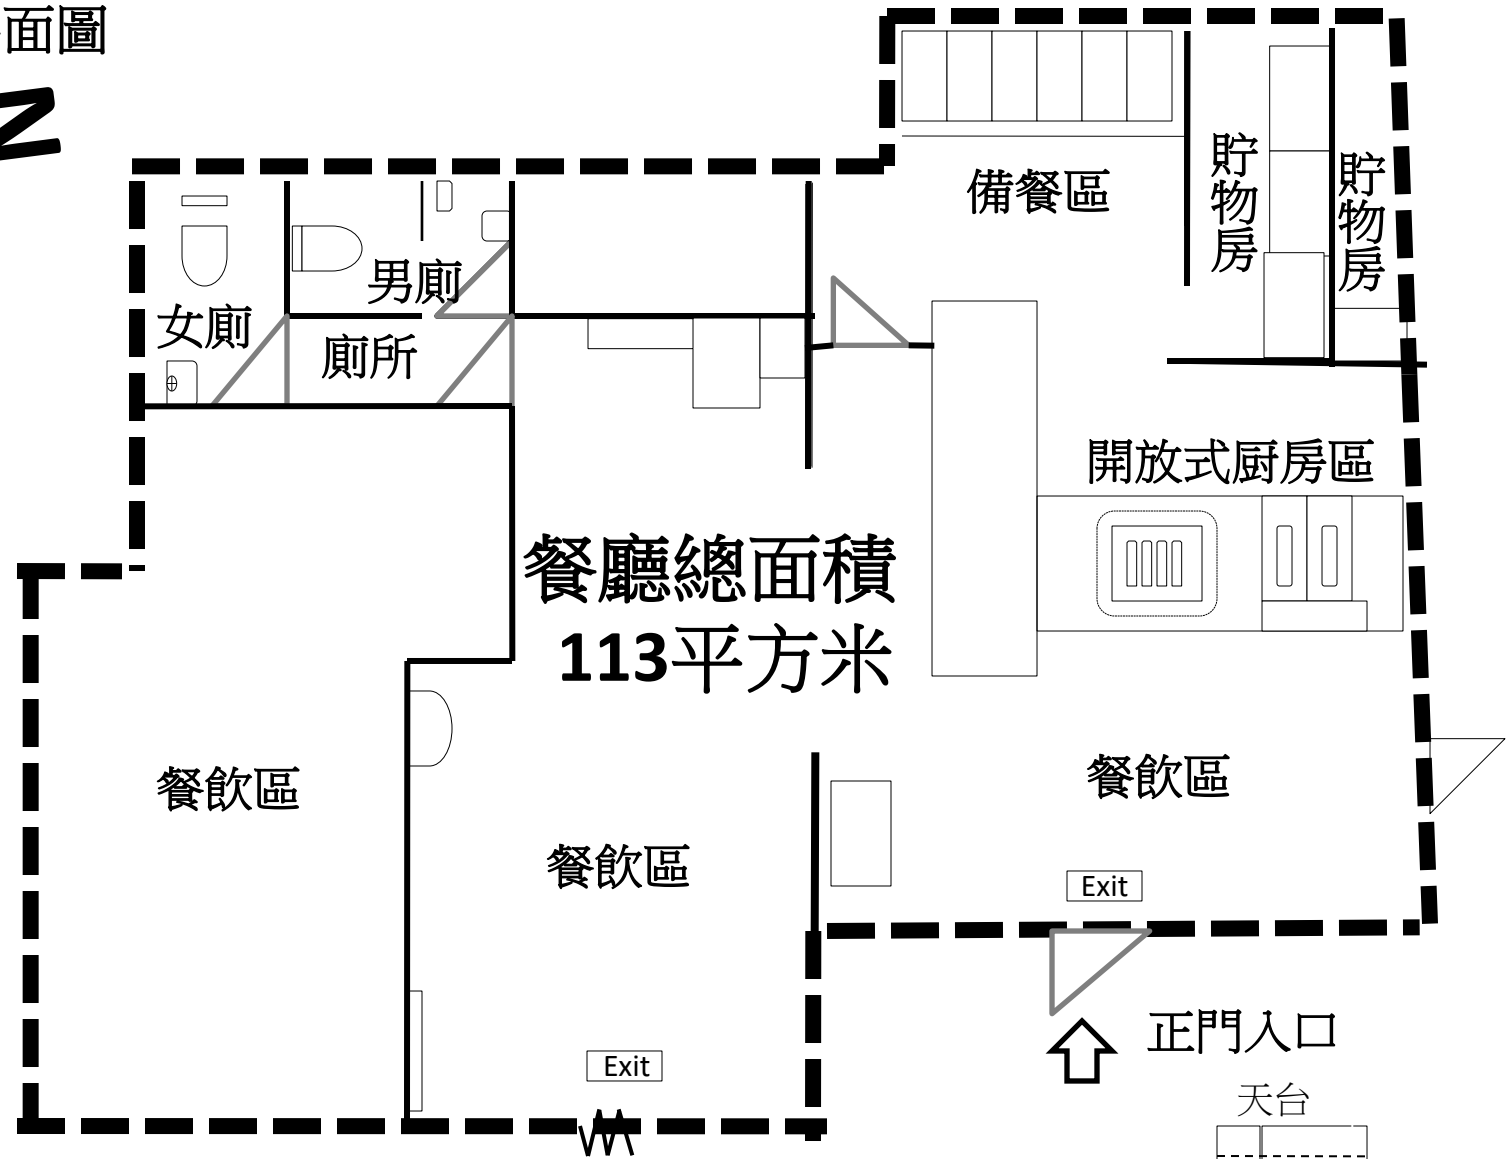 面圖
備餐區
貯物房
貯物房
男廁
女廁
廁所
開放式厨房區
餐廳總面積
113平方米
餐飲區
餐飲區
餐飲區
Exit
Exit
正門入口
天台